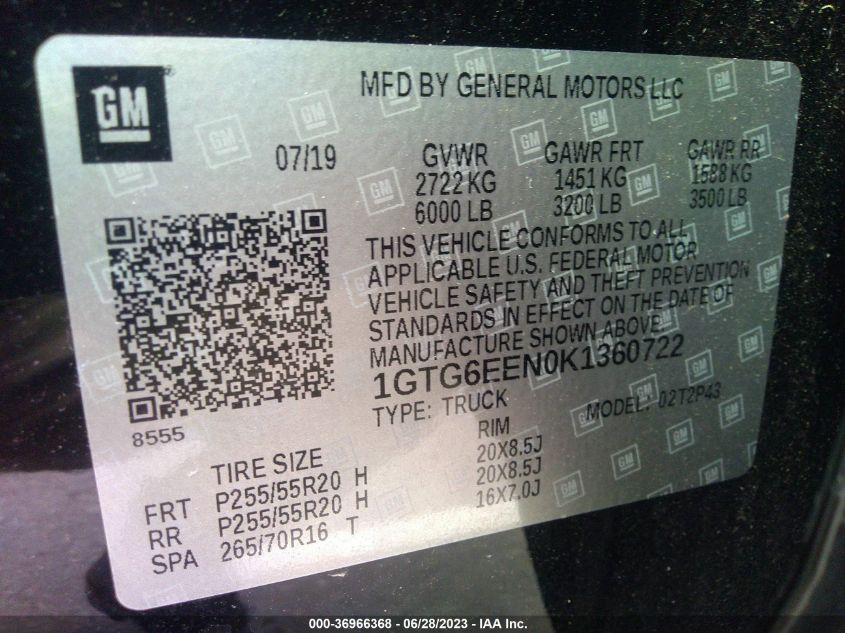 GM
MFD BY GENERAL MOTORS LLC
07/19
GVWR GAWR FRT GAWR RR
2722 KG 1451 KG 1588 KG
6000 LB 3200 LB 3500 LB
THIS VEHICLE CONFORMS TO ALL
APPLICABLE U.S. FEDERAL MOTOR
VEHICLE SAFETY AND THEFT PREVENTION
STANDARDS IN EFFECT ON THE DATE OF
MANUFACTURE SHOWN ABOVE.
1GTG6EEN0K1360722
TYPE: TRUCK MODEL: 02T2P43
8555
TIRE SIZE RIM
FRT P255/55R20 H 20X8.5J
RR P255/55R20 H 20X8.5J
SPA 265/70R16 T 16X7.0J
000-36966368 - 06/28/2023 - IAA Inc.